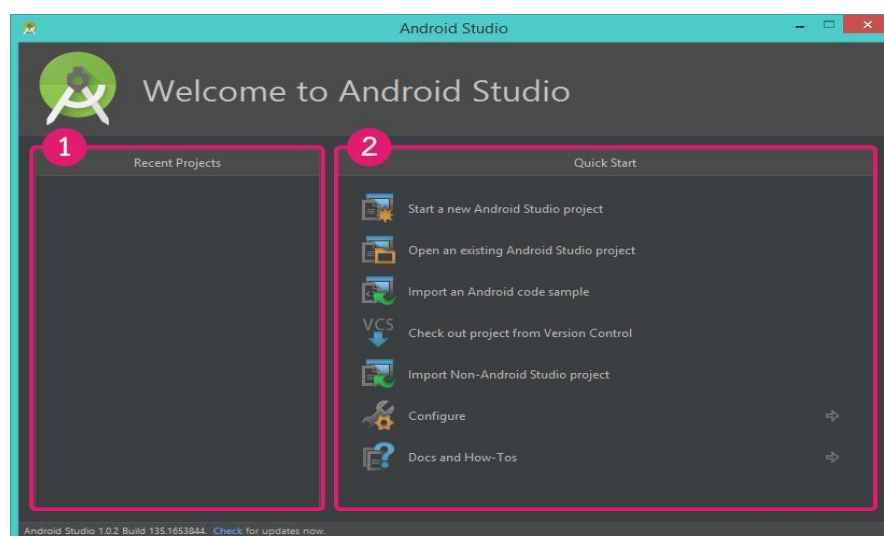 Android Studio
Welcome to Android Studio
1
Recent Projects
2
Quick Start
Start a new Android Studio project
Open an existing Android Studio project
Import an Android code sample
VCS
Check out project from Version Control
Import Non-Android Studio project
Configure
Docs and How-Tos
Android Studio 1.0.2 Build 135.1653844. Check for updates now.